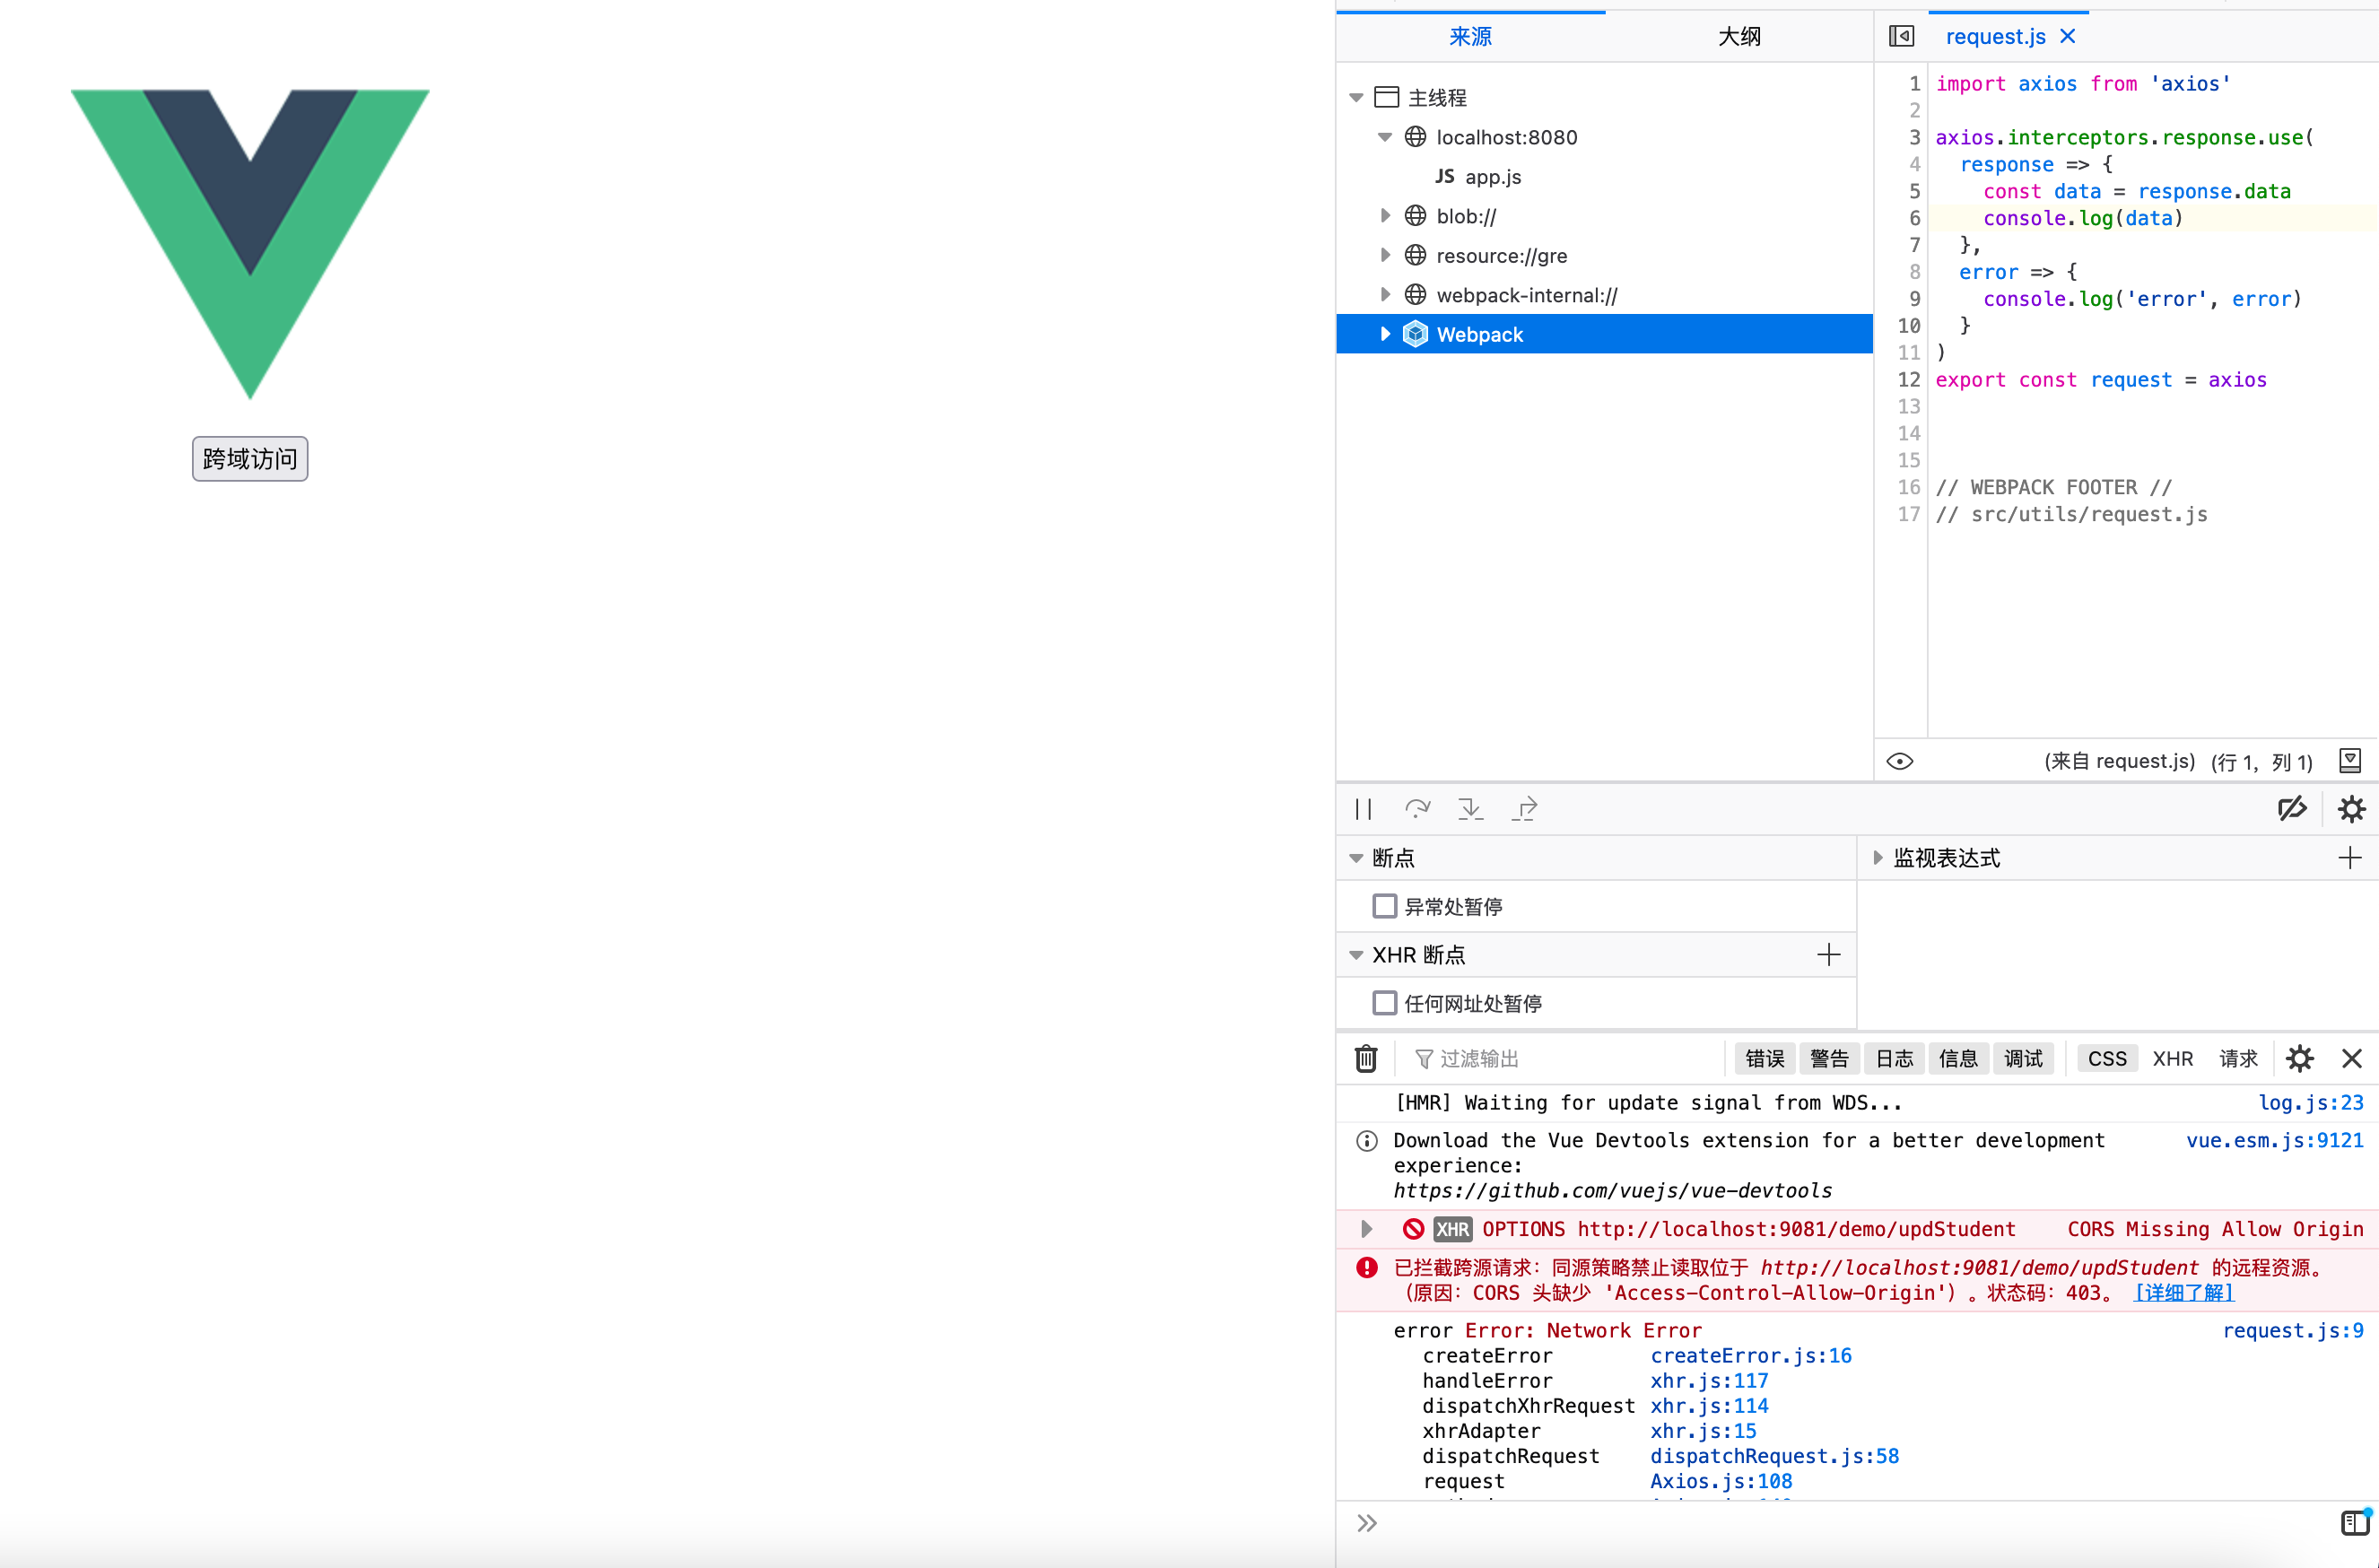 跨域访问
来源
大纲
主线程
localhost:8080
JS app.js
blob://
resource://gre
webpack-internal://
Webpack
request.js
1 import axios from 'axios'
2
3 axios.interceptors.response.use(
4 response => {
5 const data = response.data
6 console.log(data)
7 },
8 error => {
9 console.log('error', error)
10 }
11 )
12 export const request = axios
13
14
15
16 // WEBPACK FOOTER //
17 // src/utils/request.js
(来自 request.js) (行 1，列 1)
断点
异常处暂停
XHR 断点
任何网址处暂停
监视表达式
过滤输出 错误 警告 日志 信息 调试 CSS XHR 请求
[HMR] Waiting for update signal from WDS... log.js:23
Download the Vue Devtools extension for a better development vue.esm.js:9121
experience:
https://github.com/vuejs/vue-devtools
XHR OPTIONS http://localhost:9081/demo/updStudent CORS Missing Allow Origin
已拦截跨源请求：同源策略禁止读取位于 http://localhost:9081/demo/updStudent 的远程资源。
（原因：CORS 头缺少 'Access-Control-Allow-Origin'）。状态码：403。 [详细了解]
error Error: Network Error request.js:9
createError createError.js:16
handleError xhr.js:117
dispatchXhrRequest xhr.js:114
xhrAdapter xhr.js:15
dispatchRequest dispatchRequest.js:58
request Axios.js:108